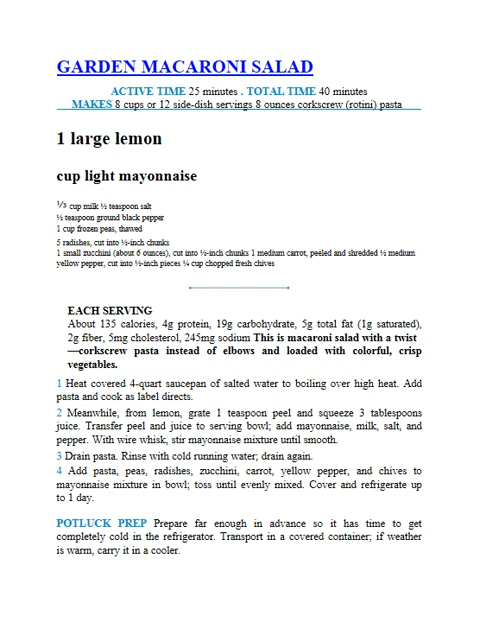 GARDEN MACARONI SALAD
ACTIVE TIME 25 minutes . TOTAL TIME 40 minutes
MAKES 8 cups or 12 side-dish servings 8 ounces corkscrew (rotini) pasta
1 large lemon
cup light mayonnaise
⅓ cup milk ½ teaspoon salt
½ teaspoon ground black pepper
1 cup frozen peas, thawed
5 radishes, cut into ½-inch chunks
1 small zucchini (about 6 ounces), cut into ½-inch chunks 1 medium carrot, peeled and shredded ½ medium
yellow pepper, cut into ½-inch pieces ¼ cup chopped fresh chives
EACH SERVING
About 135 calories, 4g protein, 19g carbohydrate, 5g total fat (1g saturated),
2g fiber, 5mg cholesterol, 245mg sodium This is macaroni salad with a twist
—corkscrew pasta instead of elbows and loaded with colorful, crisp
vegetables.
1 Heat covered 4-quart saucepan of salted water to boiling over high heat. Add
pasta and cook as label directs.
2 Meanwhile, from lemon, grate 1 teaspoon peel and squeeze 3 tablespoons
juice. Transfer peel and juice to serving bowl; add mayonnaise, milk, salt, and
pepper. With wire whisk, stir mayonnaise mixture until smooth.
3 Drain pasta. Rinse with cold running water; drain again.
4 Add pasta, peas, radishes, zucchini, carrot, yellow pepper, and chives to
mayonnaise mixture in bowl; toss until evenly mixed. Cover and refrigerate up
to 1 day.
POTLUCK PREP Prepare far enough in advance so it has time to get
completely cold in the refrigerator. Transport in a covered container; if weather
is warm, carry it in a cooler.